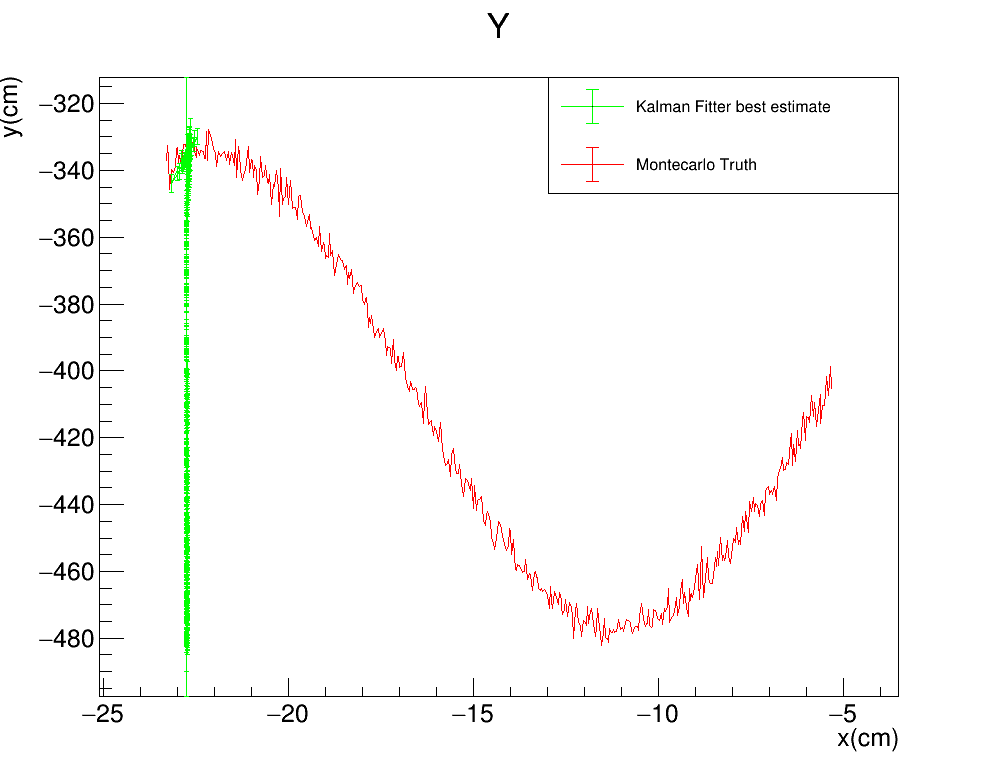 Y
y(cm)
Kalman Fitter best estimate
Montecarlo Truth
−320
−340
−360
−380
−400
−420
−440
−460
−480
−25 −20 −15 −10 −5
x(cm)